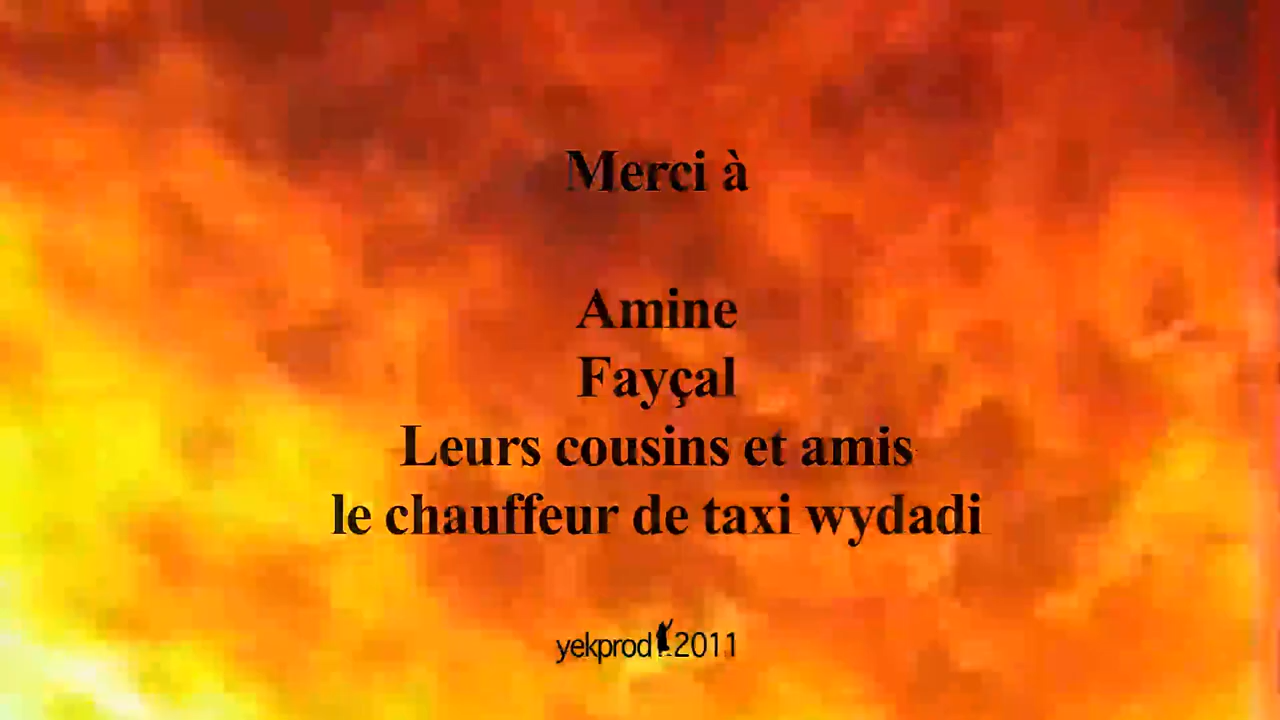 Merci à
Amine
Fayçal
Leurs cousins et amis
le chauffeur de taxi wydadi
yekprod 2011